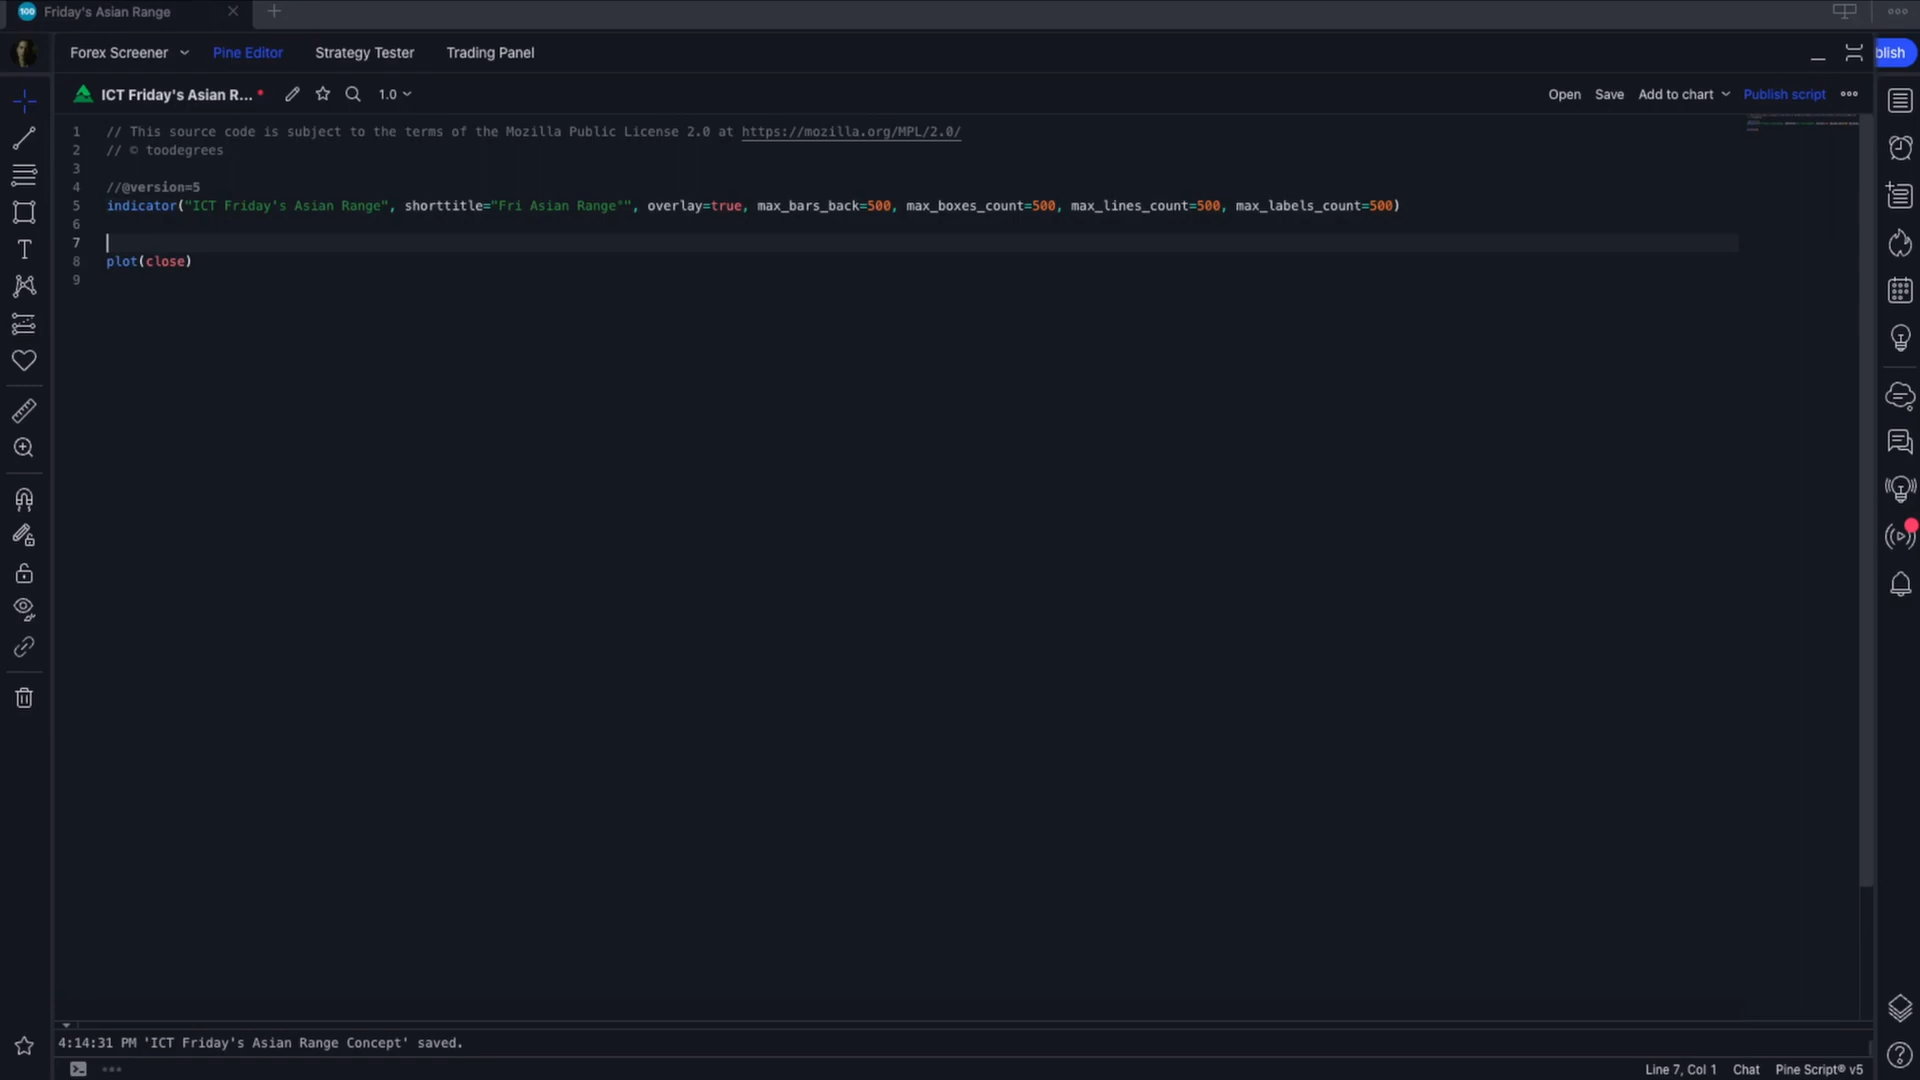 100 Friday's Asian Range
Forex Screener Pine Editor Strategy Tester Trading Panel
blish
ICT Friday's Asian R... * 1.0
Open Save Add to chart Publish script
1 // This source code is subject to the terms of the Mozilla Public License 2.0 at https://mozilla.org/MPL/2.0/
2 // © toodegrees
3
4 //@version=5
5 indicator("ICT Friday's Asian Range", shorttitle="Fri Asian Range°", overlay=true, max_bars_back=500, max_boxes_count=500, max_lines_count=500, max_labels_count=500)
6
7
8 plot(close)
9
4:14:31 PM 'ICT Friday's Asian Range Concept' saved.
Line 7, Col 1 Chat Pine Script® v5